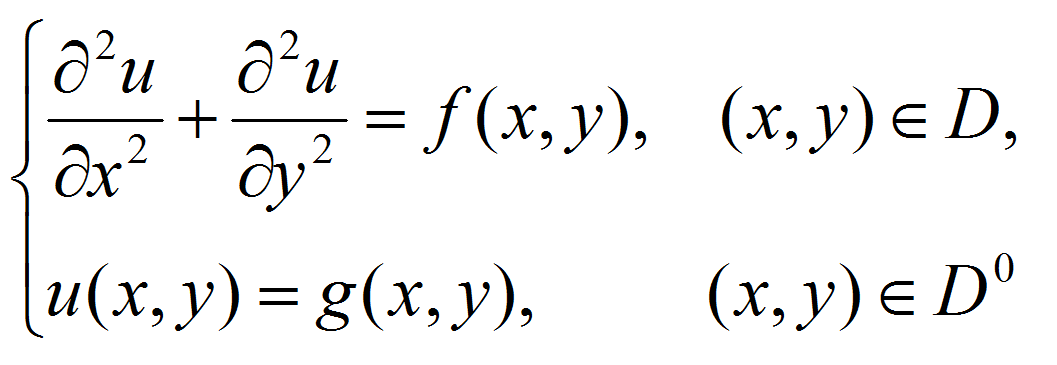 ∂²u/∂x² + ∂²u/∂y² = f(x, y), (x, y) ∈ D,
u(x, y) = g(x, y), (x, y) ∈ D⁰